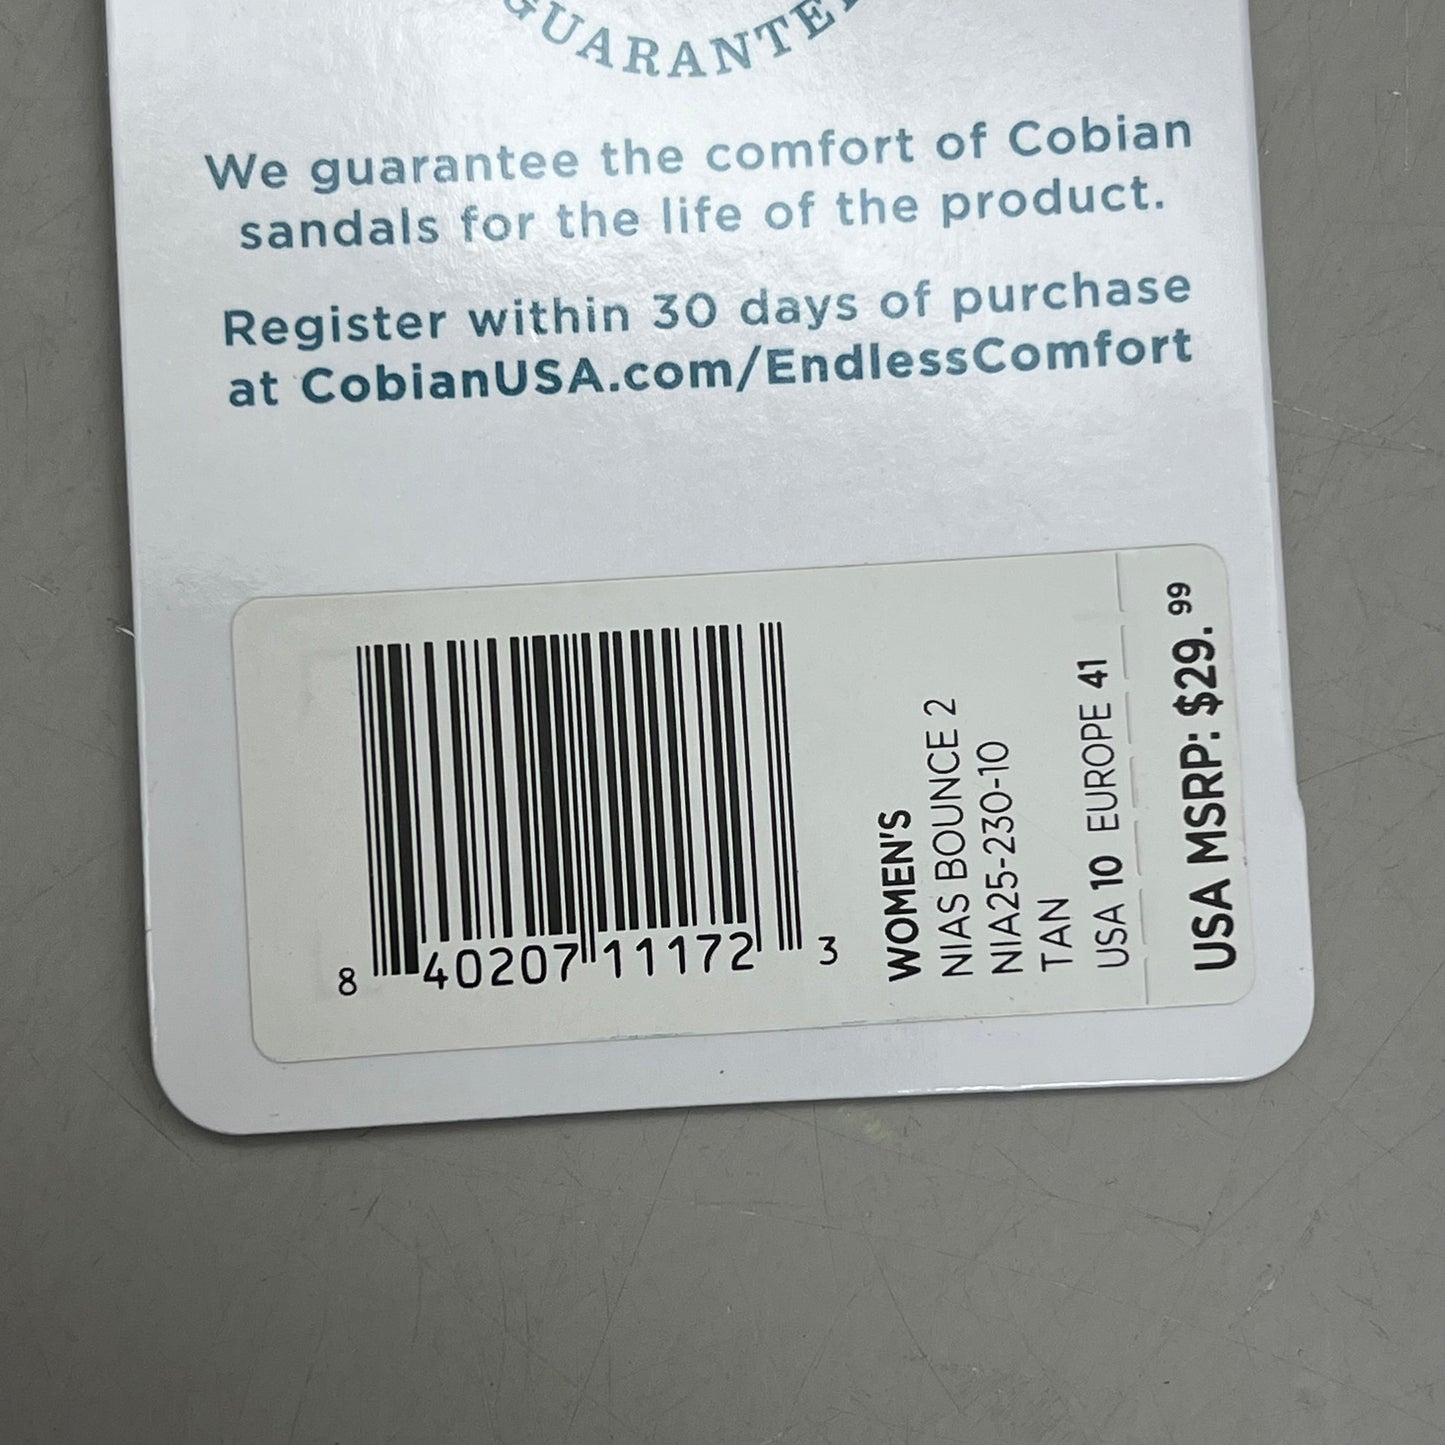 GUARANTEE
We guarantee the comfort of Cobian
sandals for the life of the product.
Register within 30 days of purchase
at CobianUSA.com/EndlessComfort
8 40207 11172 3
WOMEN'S
NIAS BOUNCE 2
NIA25-230-10
TAN
USA 10 EUROPE 41
USA MSRP: $29.99